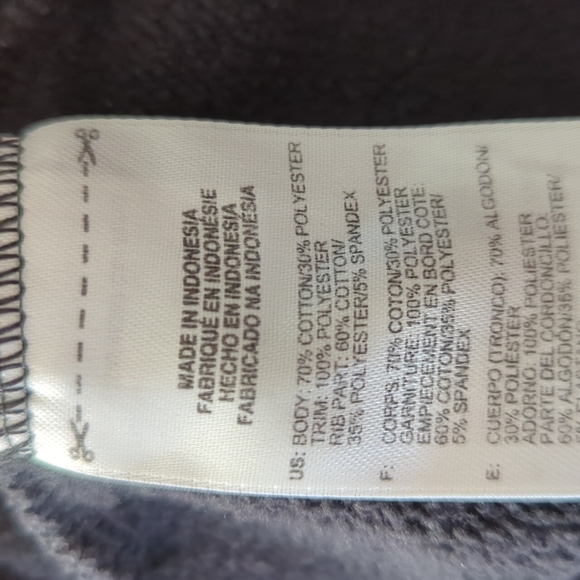 MADE IN INDONESIA
FABRIQUÉ EN INDONÉSIE
HECHO EN INDONESIA
FABRICADO NA INDONÉSIA
US: BODY: 70% COTTON/30% POLYESTER
TRIM: 100% POLYESTER
RIB PART: 60% COTTON/
35% POLYESTER/5% SPANDEX
F: CORPS: 70% COTON/30% POLYESTER
GARNITURE: 100% POLYESTER
EMPIECEMENT EN BORD COTE:
60% COTON/35% POLYESTER/
5% SPANDEX
E: CUERPO (TRONCO): 70% ALGODON/
30% POLIÉSTER
ADORNO: 100% POLIÉSTER
PARTE DEL CORDONCILLO:
60% ALGODON/35% POLIESTER/